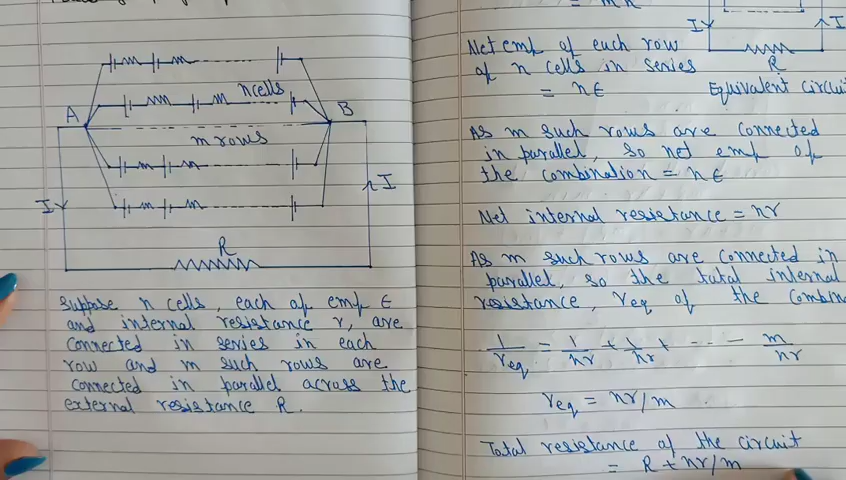 n cells
A
B
m rows
I
I
R
Suppose n cells, each of emf ε
and internal resistance r, are
connected in series in each
row and m such rows are
connected in parallel across the
external resistance R.
= mn
I
I
R
Net emf of each row
of n cells in series
= nε
Equivalent circuit
As m such rows are connected
in parallel, so net emf of
the combination = nε
Net internal resistance = nr
As m such rows are connected in
parallel, so the total internal
resistance, req of the combin
1/req = 1/nr + 1/nr + --- - m/nr
req = nr/m
Total resistance of the circuit
= R + nr/m